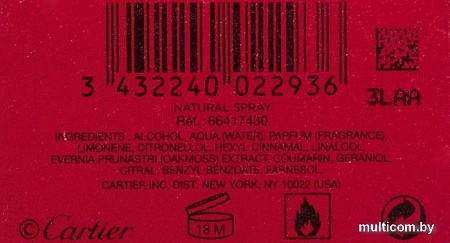 3 432240 022936
3LAA
NATURAL SPRAY
Réf.: 66417430
INGREDIENTS : ALCOHOL, AQUA (WATER), PARFUM (FRAGRANCE),
LIMONENE, CITRONELLOL, HEXYL CINNAMAL, LINALOOL,
EVERNIA PRUNASTRI (OAKMOSS) EXTRACT, COUMARIN, GERANIOL,
CITRAL, BENZYL BENZOATE, FARNESOL.
CARTIER INC. DIST. NEW YORK, NY 10022 (USA)
©Cartier
18 M
multicom.by